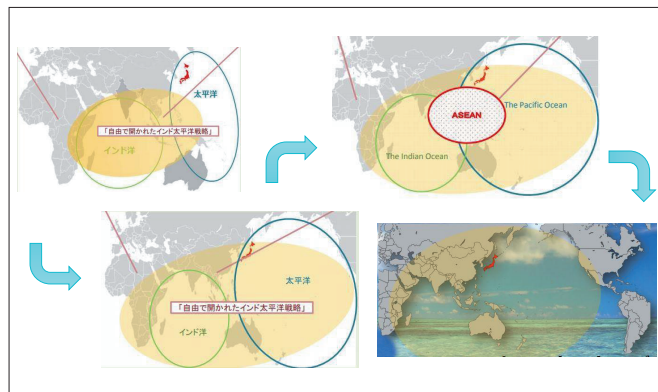 太平洋
「自由で開かれたインド太平洋戦略」
インド洋
太平洋
「自由で開かれたインド太平洋戦略」
インド洋
The Pacific Ocean
ASEAN
The Indian Ocean